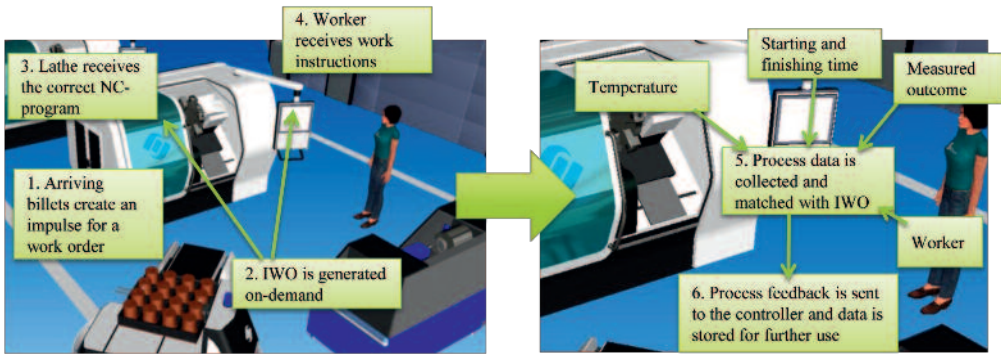 4. Worker
receives work
instructions
3. Lathe receives
the correct NC-
program
1. Arriving
billets create an
impulse for a
work order
2. IWO is generated
on-demand
Starting and
finishing time
Temperature
Measured
outcome
5. Process data is
collected and
matched with IWO
Worker
6. Process feedback is sent
to the controller and data is
stored for further use